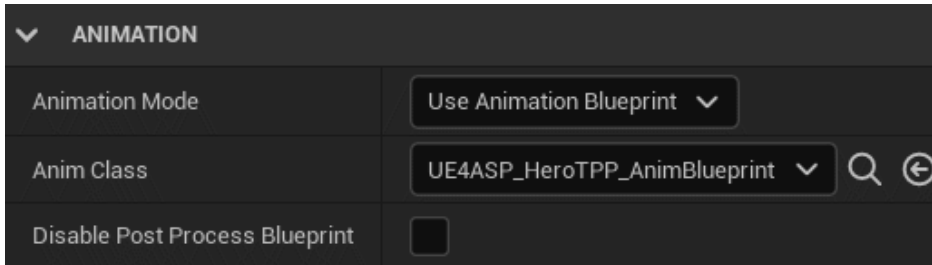 ANIMATION
Animation Mode Use Animation Blueprint
Anim Class UE4ASP_HeroTPP_AnimBlueprint
Disable Post Process Blueprint